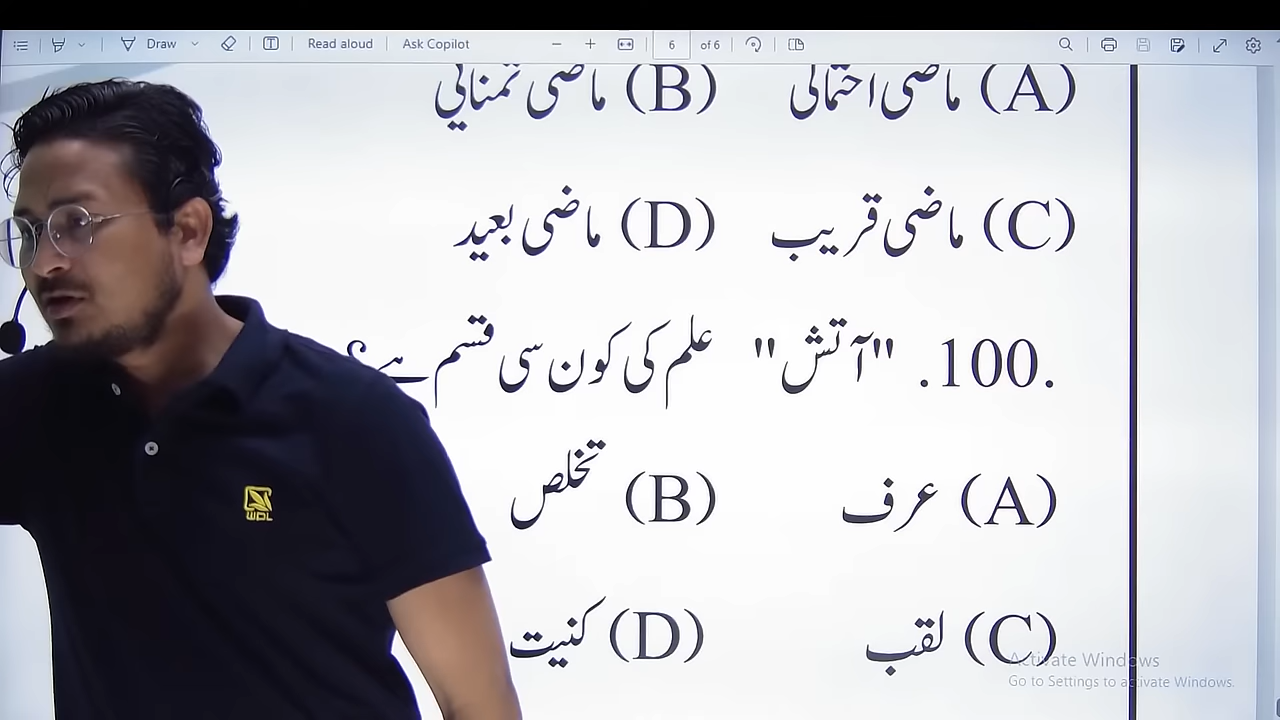 Draw Read aloud Ask Copilot 6 of 6
(A) ماضی احتمالی (B) ماضی تمنائی
(C) ماضی قریب (D) ماضی بعید
.100. "آتش" علم کی کون سی قسم ہے؟
(A) عرف (B) تخلص
(C) لقب (D) کنیت
Activate Windows
Go to Settings to activate Windows.
WDL